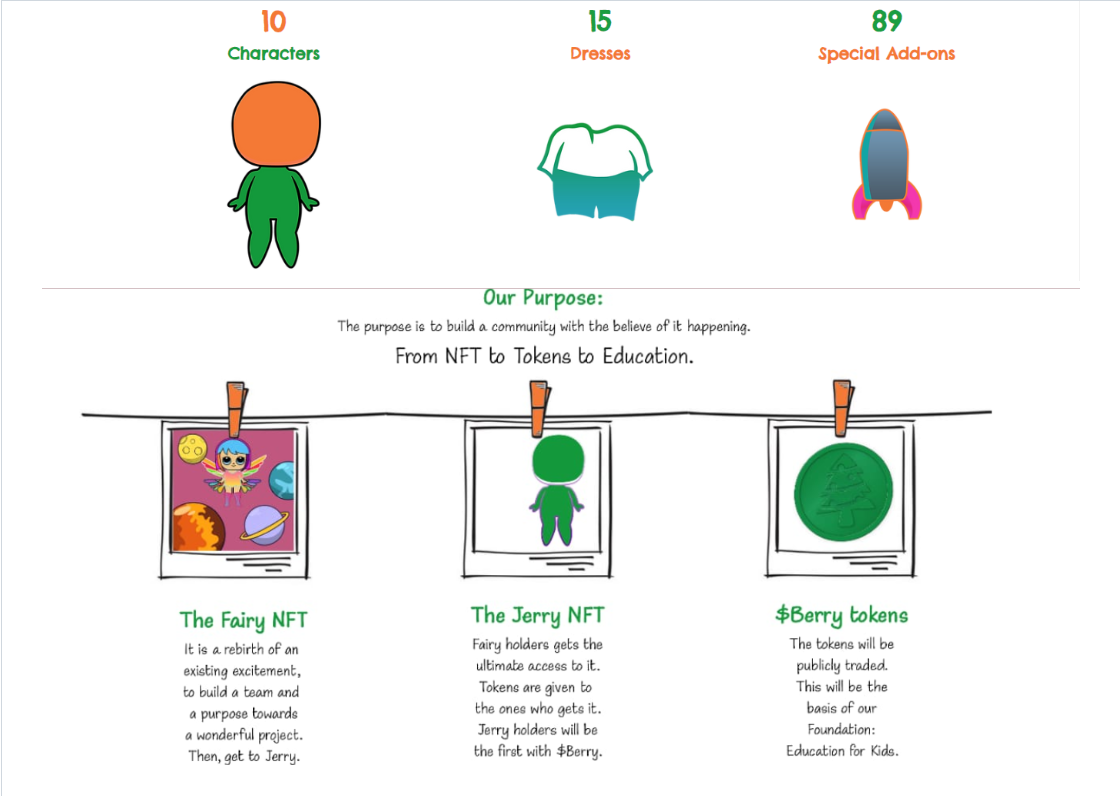 10
Characters
15
Dresses
89
Special Add-ons
Our Purpose:
The purpose is to build a community with the believe of it happening.
From NFT to Tokens to Education.
The Fairy NFT
It is a rebirth of an
existing excitement,
to build a team and
a purpose towards
a wonderful project.
Then, get to Jerry.
The Jerry NFT
Fairy holders gets the
ultimate access to it.
Tokens are given to
the ones who gets it.
Jerry holders will be
the first with $Berry.
$Berry tokens
The tokens will be
publicly traded.
This will be the
basis of our
Foundation:
Education for Kids.